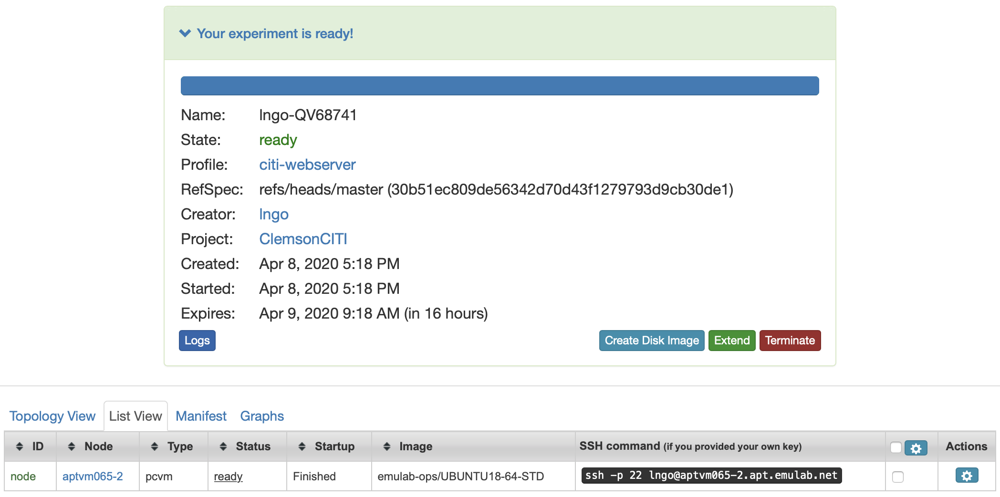 Your experiment is ready!
Name: lngo-QV68741
State: ready
Profile: citi-webserver
RefSpec: refs/heads/master (30b51ec809de56342d70d43f1279793d9cb30de1)
Creator: lngo
Project: ClemsonCITI
Created: Apr 8, 2020 5:18 PM
Started: Apr 8, 2020 5:18 PM
Expires: Apr 9, 2020 9:18 AM (in 16 hours)
Logs Create Disk Image Extend Terminate
Topology View List View Manifest Graphs
ID Node Type Status Startup Image SSH command (if you provided your own key) Actions
node aptvm065-2 pcvm ready Finished emulab-ops/UBUNTU18-64-STD ssh -p 22 lngo@aptvm065-2.apt.emulab.net